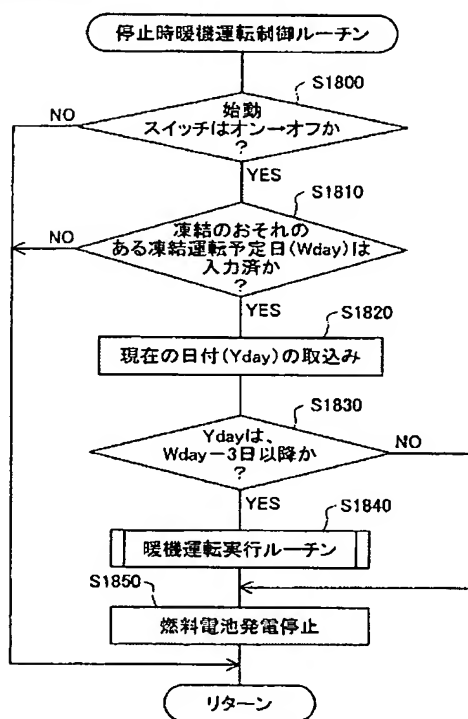 停止時暖機運転制御ルーチン
S1800
始動
スイッチはオン→オフか
?
NO
YES
S1810
凍結のおそれの
ある凍結運転予定日(Wday)は
入力済か
?
NO
YES
S1820
現在の日付(Yday)の取込み
S1830
Ydayは、
Wday－3日以降か
?
NO
YES
S1840
暖機運転実行ルーチン
S1850
燃料電池発電停止
リターン